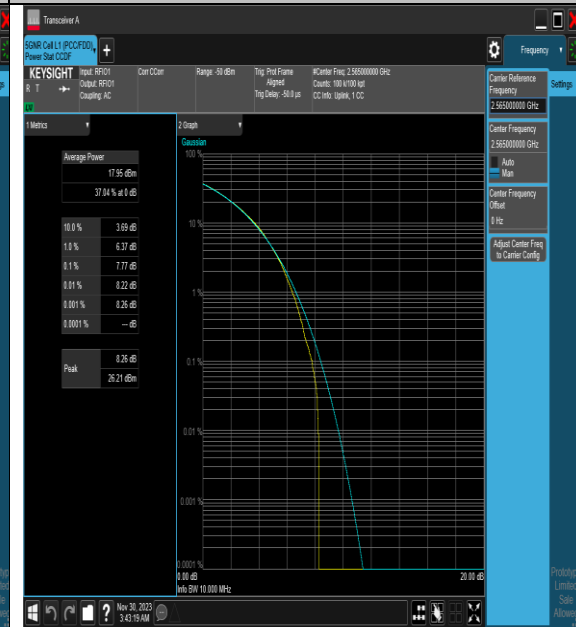 Transceiver A
5GNR Cell L1 (PCC/FDD),
Power Stat CCDF
Frequency
KEYSIGHT
R T
Input: RFIO1
Output: RFIO1
Coupling: AC
Corr CCorr
Range: -50 dBm
Trig: Prot Frame
Aligned
Trig Delay: -50.0 µs
#Center Freq: 2.565000000 GHz
Counts: 100 k/100 kpt
CC Info: Uplink, 1 CC
Carrier Reference
Frequency
2.565000000 GHz
Settings
Center Frequency
2.565000000 GHz
Auto
Man
Center Frequency
Offset
0 Hz
Adjust Center Freq
to Carrier Config
1 Metrics
Average Power
17.95 dBm
37.04 % at 0 dB
10.0 % 3.69 dB
1.0 % 6.37 dB
0.1 % 7.77 dB
0.01 % 8.22 dB
0.001 % 8.26 dB
0.0001 % --- dB
Peak
8.26 dB
26.21 dBm
2 Graph
Gaussian
100 %
10 %
1 %
0.1 %
0.01 %
0.001 %
0.0001 %
0.00 dB
20.00 dB
Info BW 10.000 MHz
Nov 30, 2023
3:43:19 AM